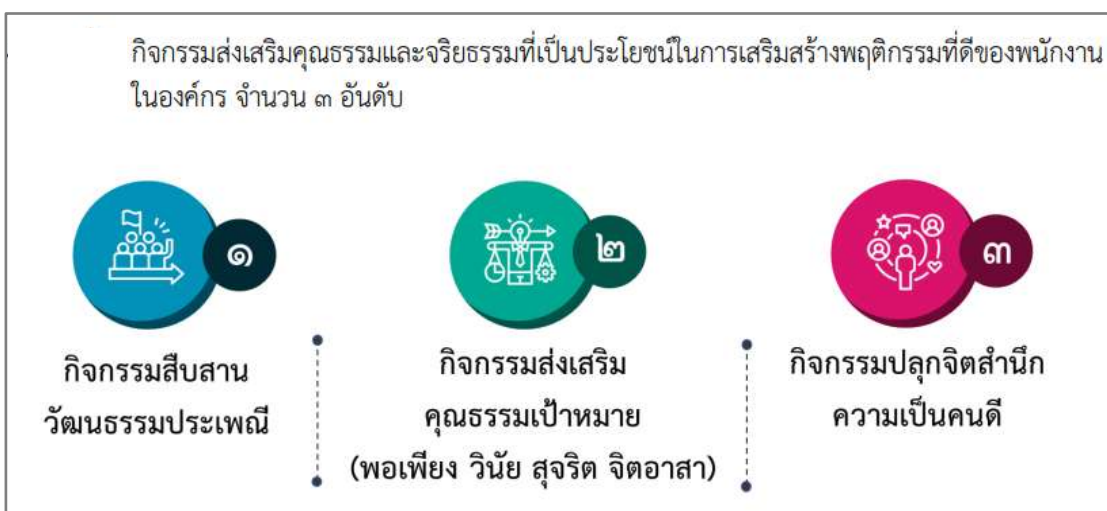 กิจกรรมส่งเสริมคุณธรรมและจริยธรรมที่เป็นประโยชน์ในการเสริมสร้างพฤติกรรมที่ดีของพนักงาน
ในองค์กร จำนวน ๓ อันดับ
๑
กิจกรรมสืบสาน
วัฒนธรรมประเพณี
๒
กิจกรรมส่งเสริม
คุณธรรมเป้าหมาย
(พอเพียง วินัย สุจริต จิตอาสา)
๓
กิจกรรมปลุกจิตสำนึก
ความเป็นคนดี